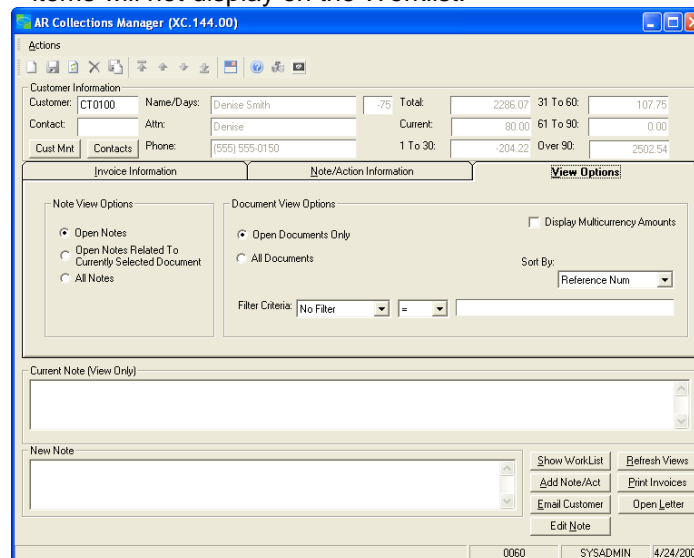 items will not display on the Worklist.
AR Collections Manager (XC.144.00)
Actions
Customer Information
Customer: CT0100 Name/Days: Denise Smith -75 Total: 2286.07 31 To 60: 107.75
Contact: Attn: Denise Current: 80.00 61 To 90: 0.00
Cust Mnt Contacts Phone: (555) 555-0150 1 To 30: -204.22 Over 90: 2502.54
Invoice Information Note/Action Information View Options
Note View Options Document View Options
Display Multicurrency Amounts
Open Notes Open Documents Only
Open Notes Related To
Currently Selected Document All Documents Sort By:
All Notes Reference Num
Filter Criteria: No Filter =
Current Note (View Only)
New Note
Show WorkList Refresh Views
Add Note/Act Print Invoices
Email Customer Open Letter
Edit Note
0060 SYSADMIN 4/24/200